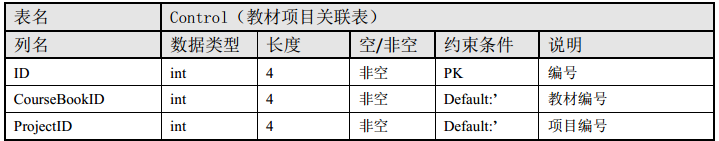 表名 Control（教材项目关联表）
列名 数据类型 长度 空/非空 约束条件 说明
ID int 4 非空 PK 编号
CourseBookID int 4 非空 Default:’ 教材编号
ProjectID int 4 非空 Default:’ 项目编号